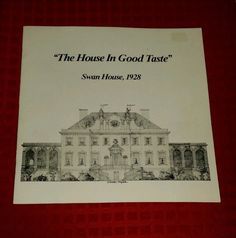 "The House In Good Taste"
Swan House, 1928